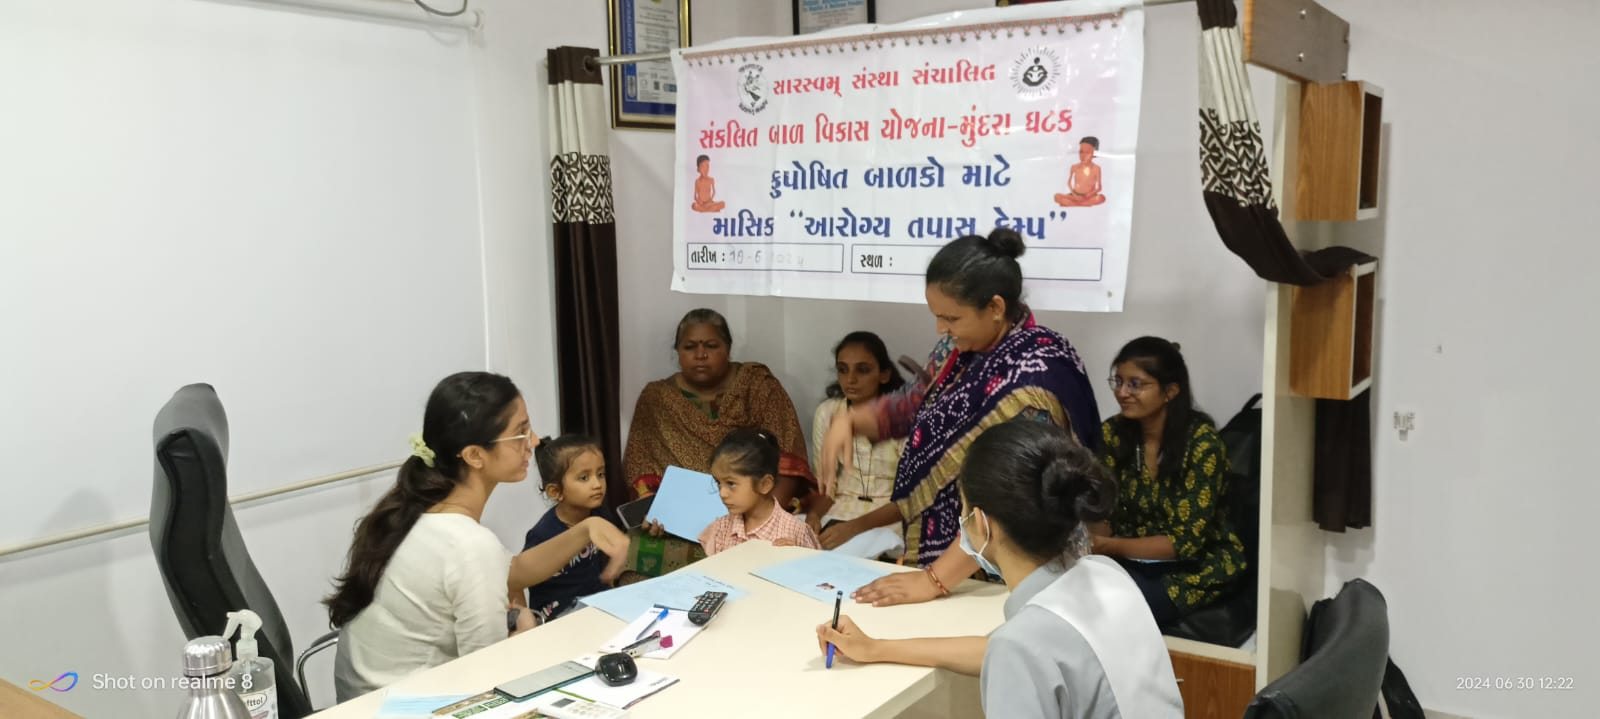 સારસ્વમ્ સંસ્થા સંચાલિત
સંકલિત બાળ વિકાસ યોજના-મુંદરા ઘટક
કુપોષિત બાળકો માટે
માસિક "આરોગ્ય તપાસ કેમ્પ"
તારીખ :
સ્થળ :
Shot on realme 8
2024 06 30 12:22